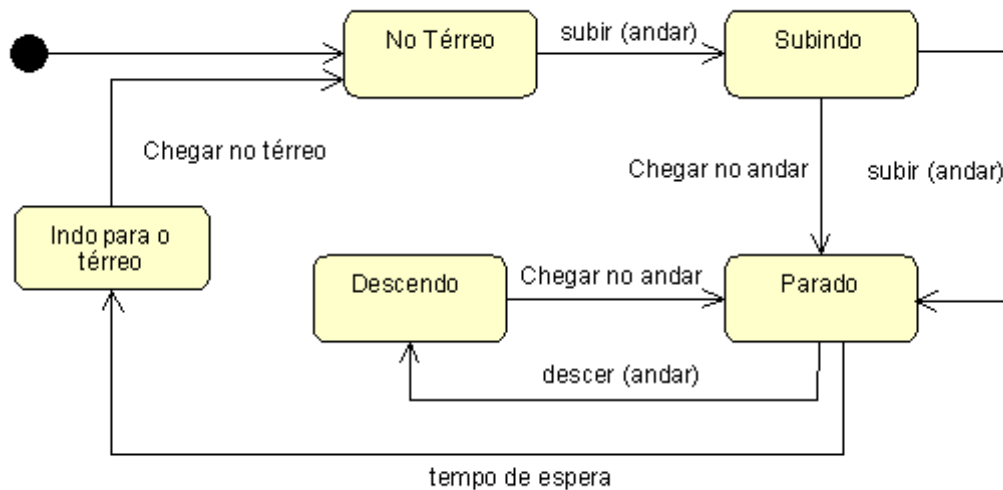 No Térreo
subir (andar)
Subindo
Chegar no térreo
Chegar no andar
subir (andar)
Indo para o
térreo
Descendo
Chegar no andar
Parado
descer (andar)
tempo de espera